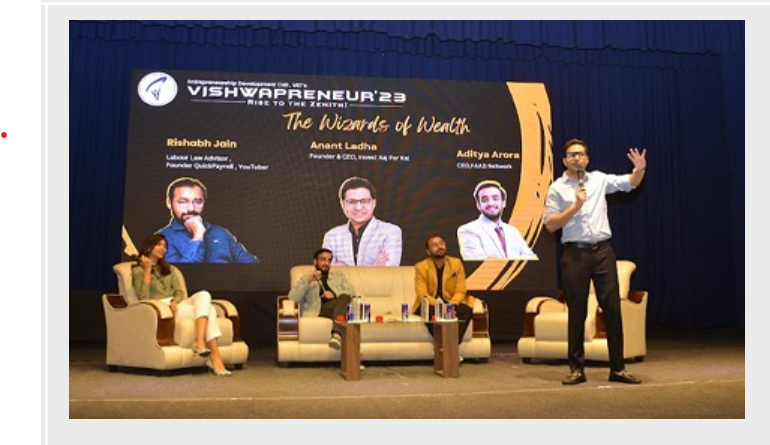 Entrepreneurship Development Cell, VIIT's
VISHWAPRENEUR'23
RISE TO THE ZENITH!
The Wizards of Wealth
Rishabh Jain
Labour Law Advisor,
Founder QuickPayroll, YouTuber
Anant Ladha
Founder & CEO, Invest Aaj For Kal
Aditya Arora
CEO, FAAD Network